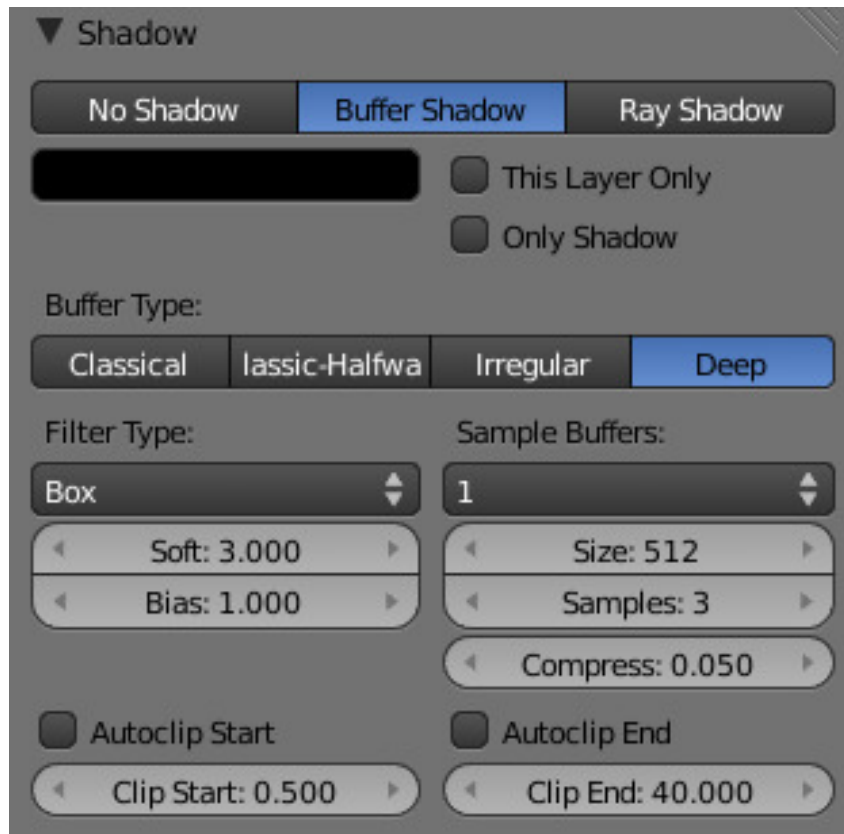 Shadow
No Shadow Buffer Shadow Ray Shadow
This Layer Only
Only Shadow
Buffer Type:
Classical lassic-Halfwa Irregular Deep
Filter Type: Sample Buffers:
Box 1
Soft: 3.000 Size: 512
Bias: 1.000 Samples: 3
Compress: 0.050
Autoclip Start Autoclip End
Clip Start: 0.500 Clip End: 40.000